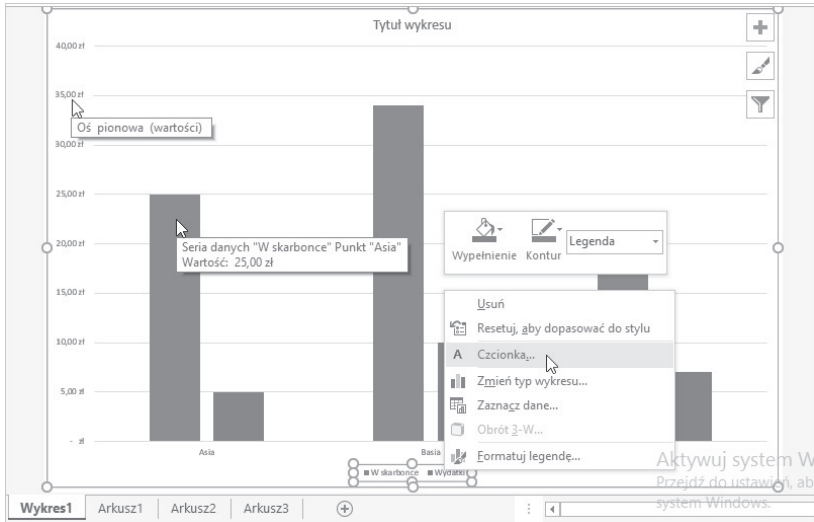 Tytuł wykresu
40,00 zł
35,00 zł
Oś pionowa (wartości)
30,00 zł
25,00 zł
20,00 zł
Seria danych "W skarbonce" Punkt "Asia"
Wartość: 25,00 zł
Wypełnienie Kontur Legenda
15,00 zł
10,00 zł
5,00 zł
- zł
Usuń
Resetuj, aby dopasować do stylu
A Czcionka...
Zmień typ wykresu...
Zaznacz dane...
Obrót 3-W...
Formatuj legendę...
Asia Basia
W skarbonce Wydatki
Aktywuj system W
Przejdź do ustawień, ab
system Windows.
Wykres1 Arkusz1 Arkusz2 Arkusz3